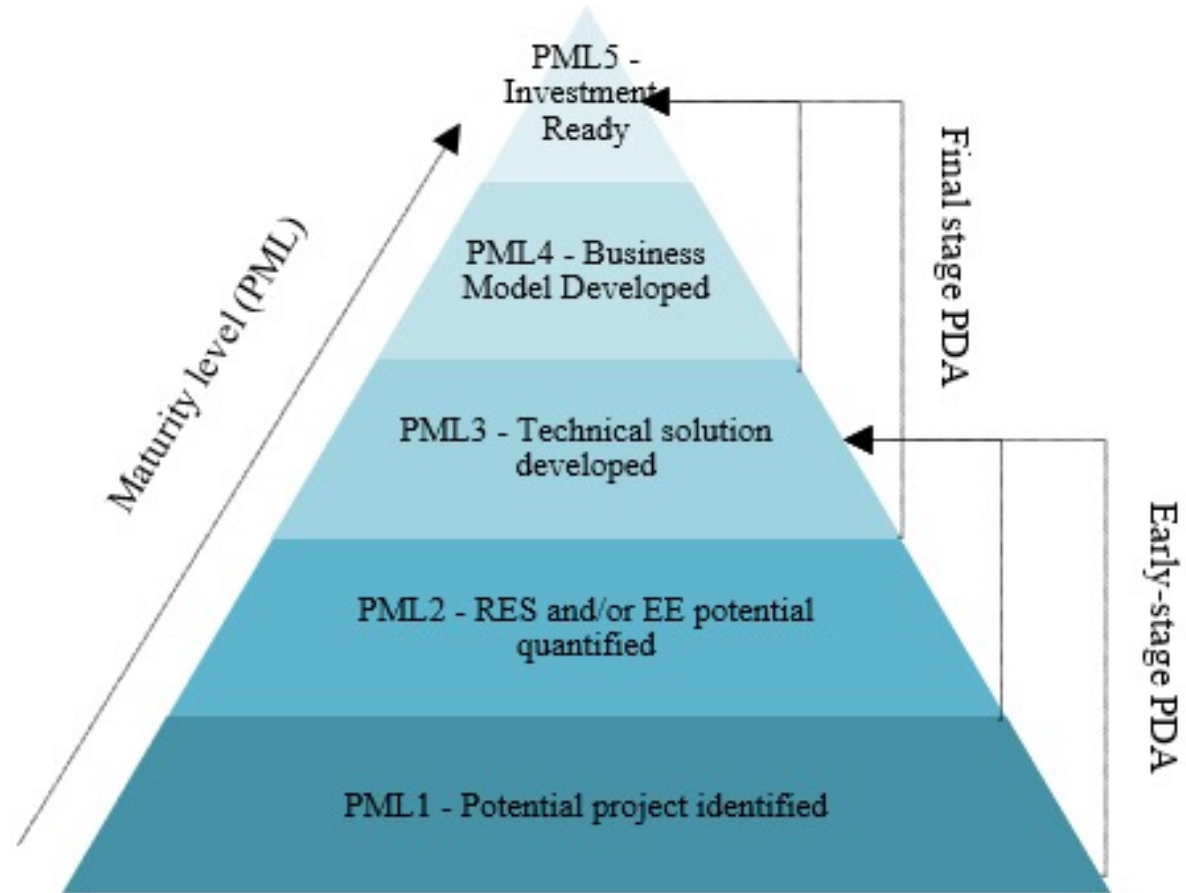 PML5 -
Investment
Ready
PML4 - Business
Model Developed
PML3 - Technical solution
developed
PML2 - RES and/or EE potential
quantified
PML1 - Potential project identified
Maturity level (PML)
Final stage PDA
Early-stage PDA